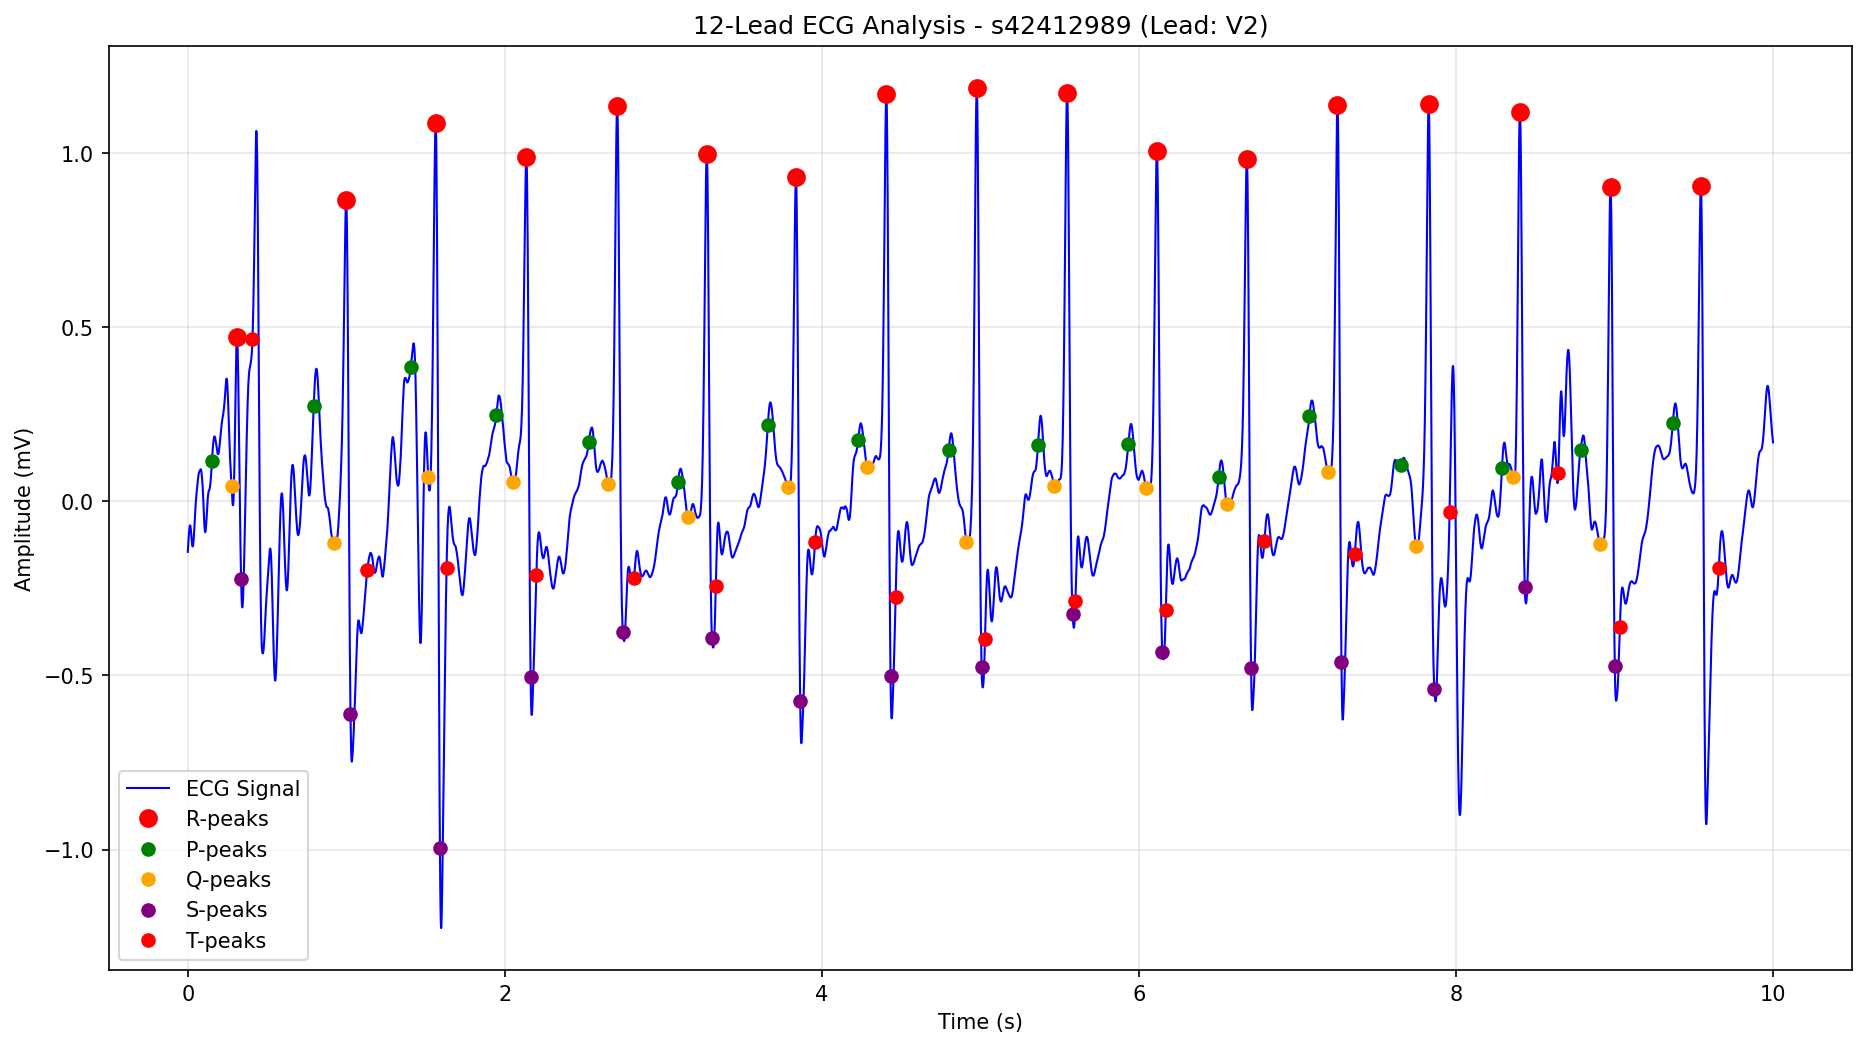 12-Lead ECG Analysis - s42412989 (Lead: V2)
Amplitude (mV)
1.0
0.5
0.0
−0.5
−1.0
ECG Signal
R-peaks
P-peaks
Q-peaks
S-peaks
T-peaks
0 2 4 6 8 10
Time (s)